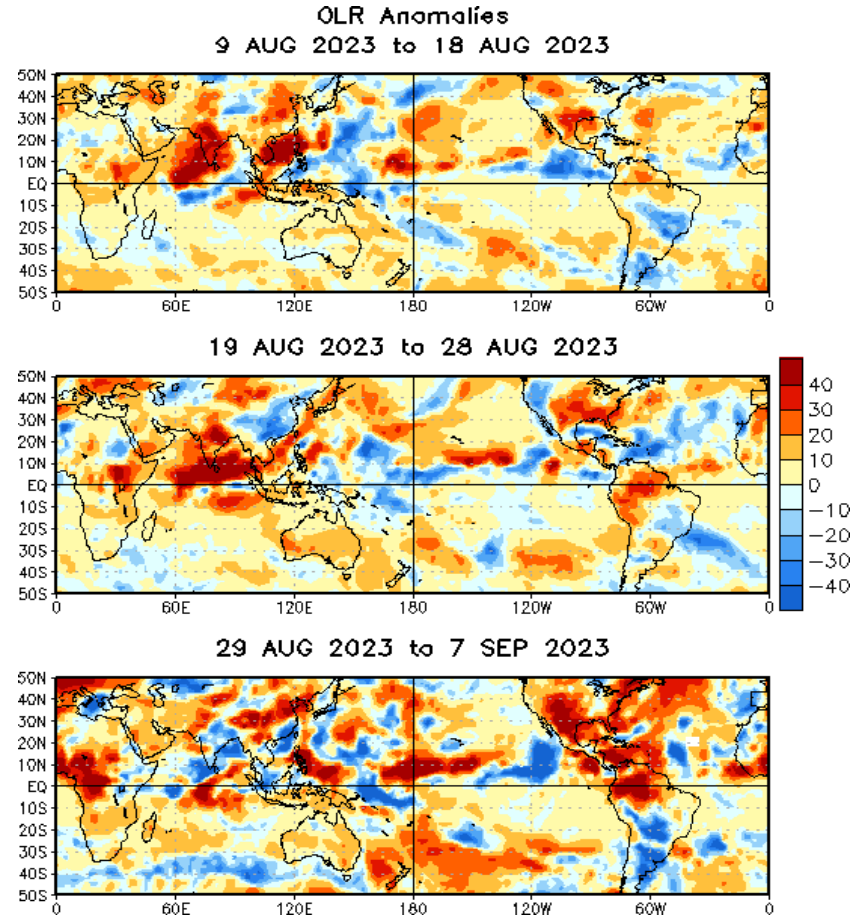 OLR Anomalies
9 AUG 2023 to 18 AUG 2023
50N
40N
30N
20N
10N
EQ
10S
20S
30S
40S
50S
0 60E 120E 180 120W 60W 0
19 AUG 2023 to 28 AUG 2023
50N
40N
30N
20N
10N
EQ
10S
20S
30S
40S
50S
0 60E 120E 180 120W 60W 0
40
30
20
10
0
−10
−20
−30
−40
29 AUG 2023 to 7 SEP 2023
50N
40N
30N
20N
10N
EQ
10S
20S
30S
40S
50S
0 60E 120E 180 120W 60W 0